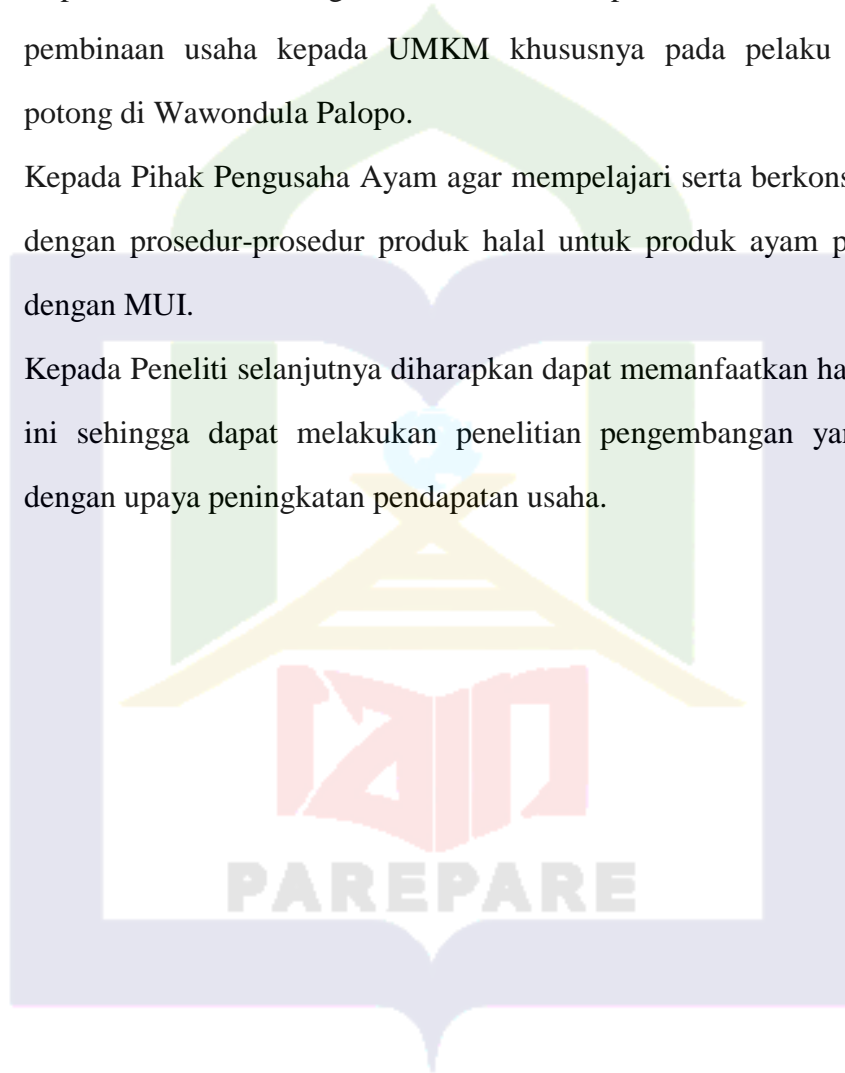 pembinaan usaha kepada UMKM khususnya pada pelaku
potong di Wawondula Palopo.
Kepada Pihak Pengusaha Ayam agar mempelajari serta
dengan prosedur-prosedur produk halal untuk produk ayam
dengan MUI.
Kepada Peneliti selanjutnya diharapkan dapat memanfaatkan
ini sehingga dapat melakukan penelitian pengembangan
dengan upaya peningkatan pendapatan usaha.
iain
PAREPARE